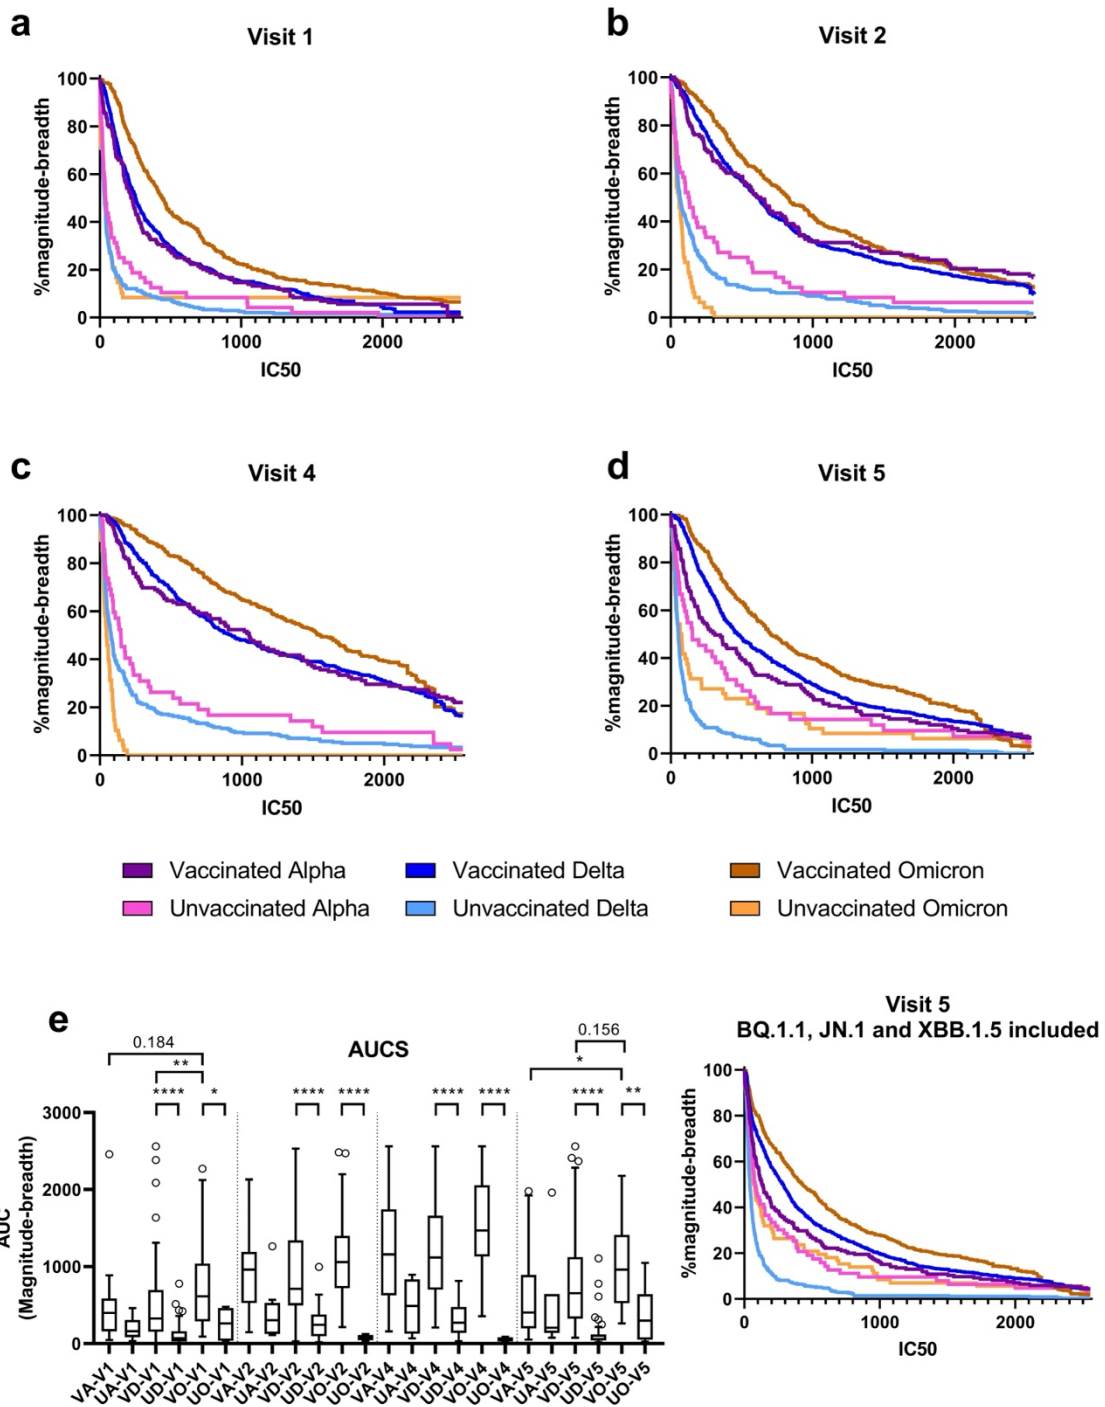 a
Visit 1
100
80
60
40
20
0
%magnitude-breadth
0 1000 2000
IC50
b
Visit 2
100
80
60
40
20
0
%magnitude-breadth
0 1000 2000
IC50
c
Visit 4
100
80
60
40
20
0
%magnitude-breadth
0 1000 2000
IC50
d
Visit 5
100
80
60
40
20
0
%magnitude-breadth
0 1000 2000
IC50
Vaccinated Alpha Vaccinated Delta Vaccinated Omicron
Unvaccinated Alpha Unvaccinated Delta Unvaccinated Omicron
e
AUCS
0.184
**
**** *
**** ****
**** ****
0.156
*
**** **
3000
2000
1000
0
AUC
(Magnitude-breadth)
VA-V1 UA-V1 VD-V1 UD-V1 VO-V1 UO-V1 VA-V2 UA-V2 VD-V2 UD-V2 VO-V2 UO-V2 VA-V4 UA-V4 VD-V4 UD-V4 VO-V4 UO-V4 VA-V5 UA-V5 VD-V5 UD-V5 VO-V5 UO-V5
Visit 5
BQ.1.1, JN.1 and XBB.1.5 included
100
80
60
40
20
0
%magnitude-breadth
0 1000 2000
IC50